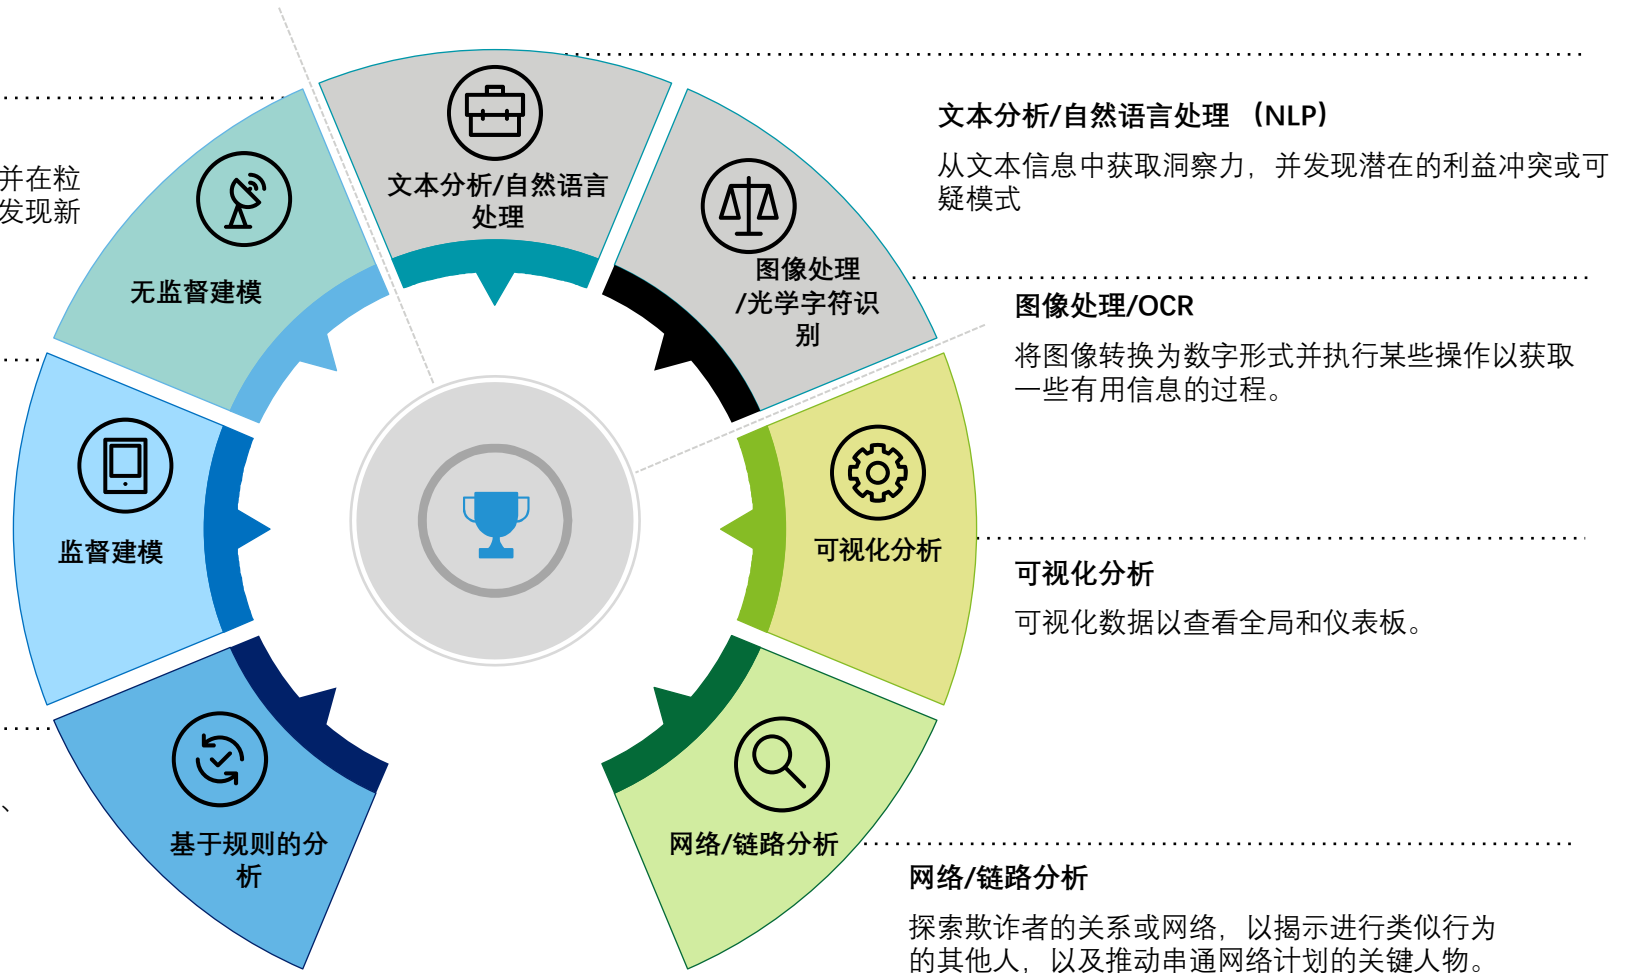 并在粒
发现新
、
无监督建模
监督建模
基于规则的分
析
文本分析/自然语言
处理
图像处理
/光学字符识
别
可视化分析
网络/链路分析
文本分析/自然语言处理 （NLP）
从文本信息中获取洞察力，并发现潜在的利益冲突或可
疑模式
图像处理/OCR
将图像转换为数字形式并执行某些操作以获取
一些有用信息的过程。
可视化分析
可视化数据以查看全局和仪表板。
网络/链路分析
探索欺诈者的关系或网络，以揭示进行类似行为
的其他人，以及推动串通网络计划的关键人物。